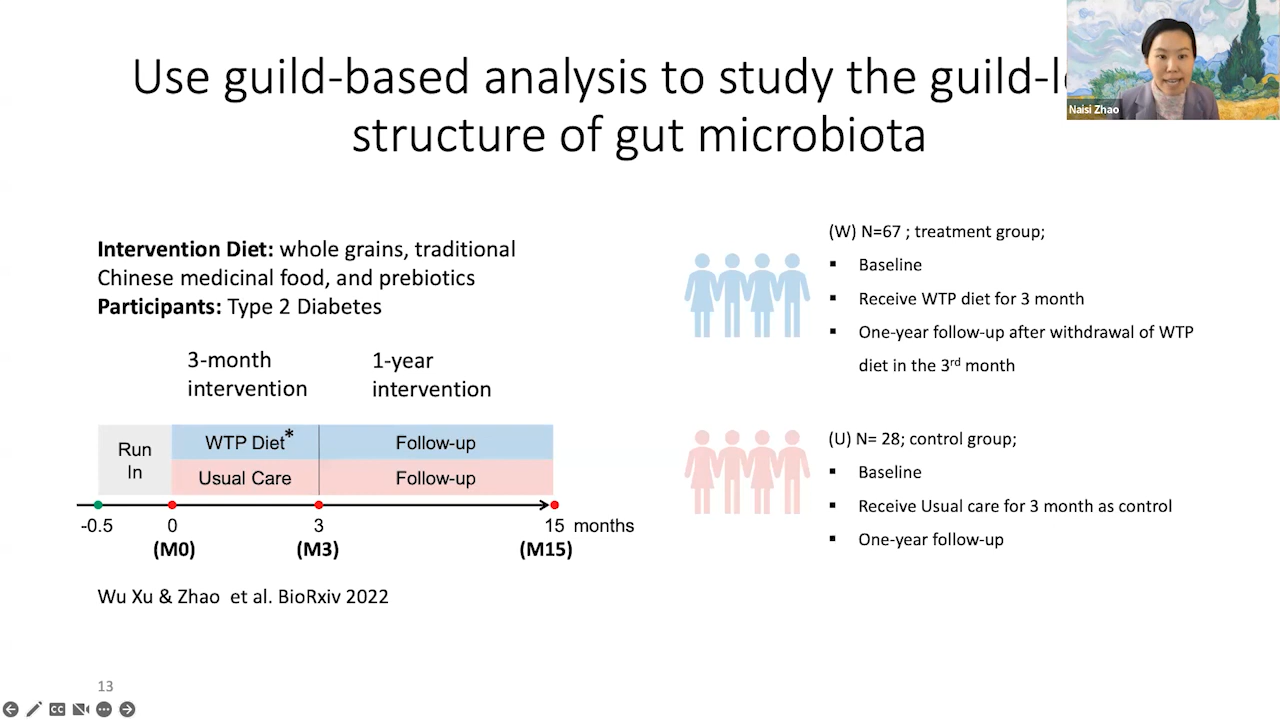 Use guild-based analysis to study the guild-l
structure of gut microbiota
Naisi Zhao
Intervention Diet: whole grains, traditional
Chinese medicinal food, and prebiotics
Participants: Type 2 Diabetes
3-month
intervention
1-year
intervention
Run
In
WTP Diet*
Follow-up
Usual Care
Follow-up
-0.5
0
3
15 months
(M0)
(M3)
(M15)
Wu Xu & Zhao et al. BioRxiv 2022
(W) N=67 ; treatment group;
▪ Baseline
▪ Receive WTP diet for 3 month
▪ One-year follow-up after withdrawal of WTP
diet in the 3rd month
(U) N= 28; control group;
▪ Baseline
▪ Receive Usual care for 3 month as control
▪ One-year follow-up
13
CC